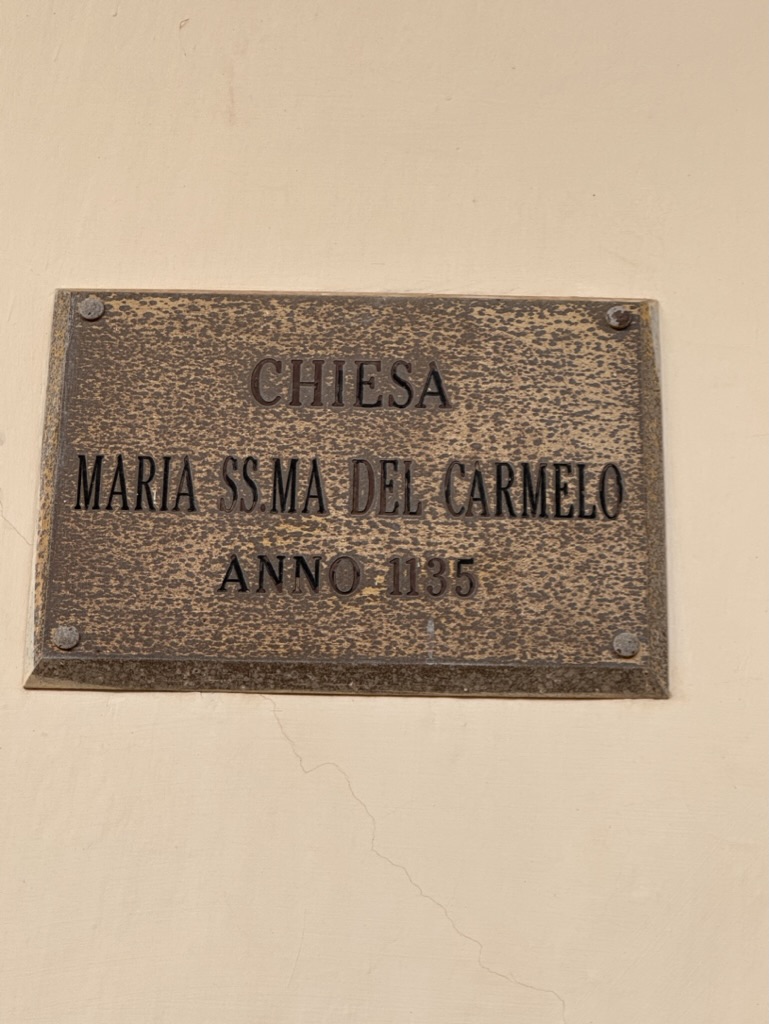 CHIESA
MARIA SS.MA DEL CARMELO
ANNO 1135